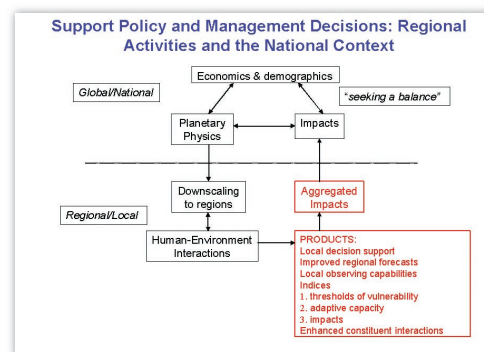 Support Policy and Management Decisions: Regional
Activities and the National Context
Economics & demographics
Global/National
"seeking a balance"
Planetary
Physics
Impacts
Downscaling
to regions
Aggregated
Impacts
Regional/Local
Human-Environment
Interactions
PRODUCTS:
Local decision support
Improved regional forecasts
Local observing capabilities
Indices
1. thresholds of vulnerability
2. adaptive capacity
3. impacts
Enhanced constituent interactions